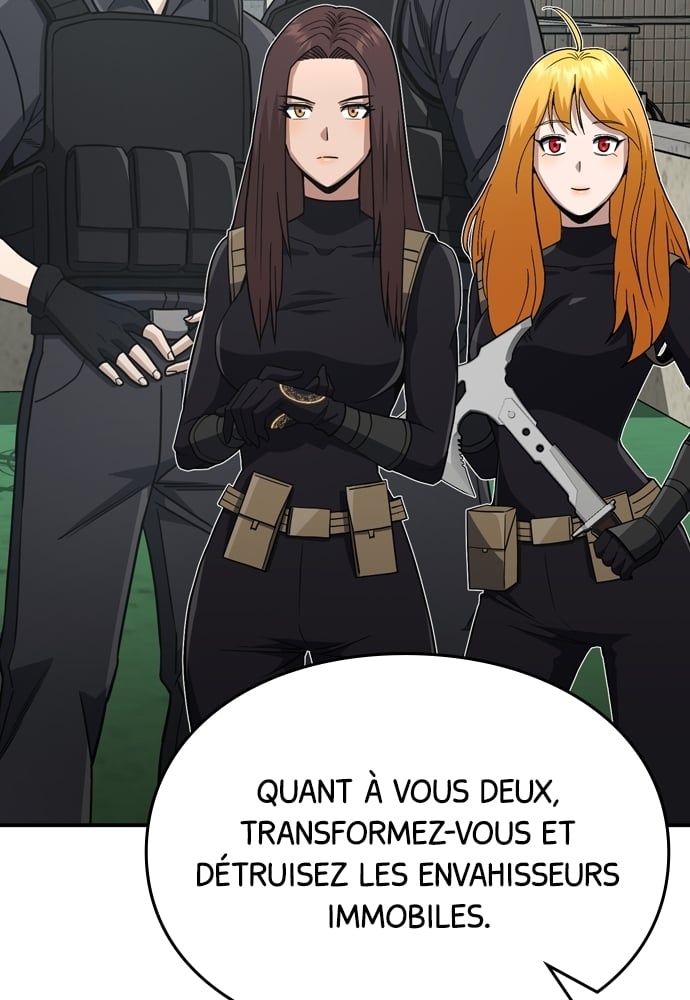 QUANT À VOUS DEUX,
TRANSFORMEZ-VOUS ET
DÉTRUISEZ LES ENVAHISSEURS
IMMOBILES.